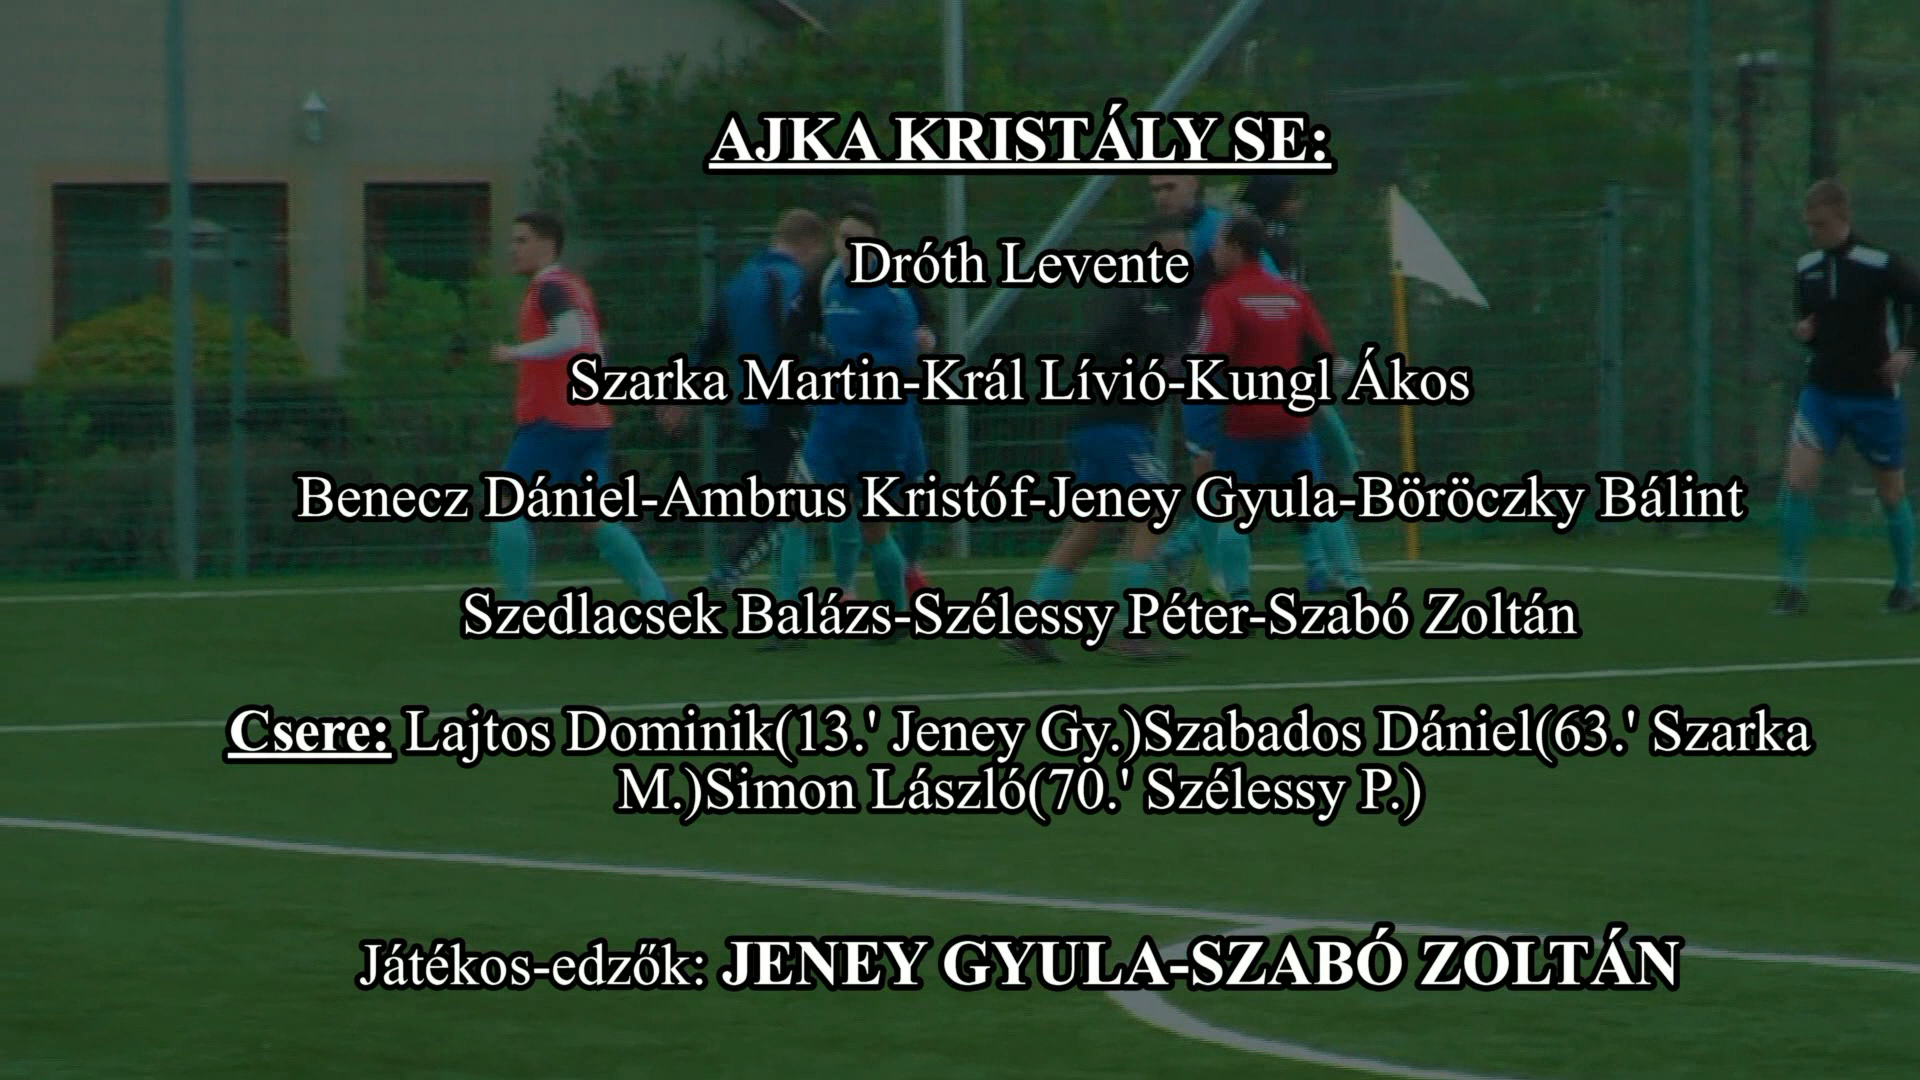 AJKA KRISTÁLY SE:
Dróth Levente
Szarka Martin-Král Lívió-Kungl Ákos
Benecz Dániel-Ambrus Kristóf-Jeney Gyula-Böröczky Bálint
Szedlacsek Balázs-Szélessy Péter-Szabó Zoltán
Csere: Lajtos Dominik(13.' Jeney Gy.)Szabados Dániel(63.' Szarka
M.)Simon László(70.' Szélessy P.)
Játékos-edzők: JENEY GYULA-SZABÓ ZOLTÁN